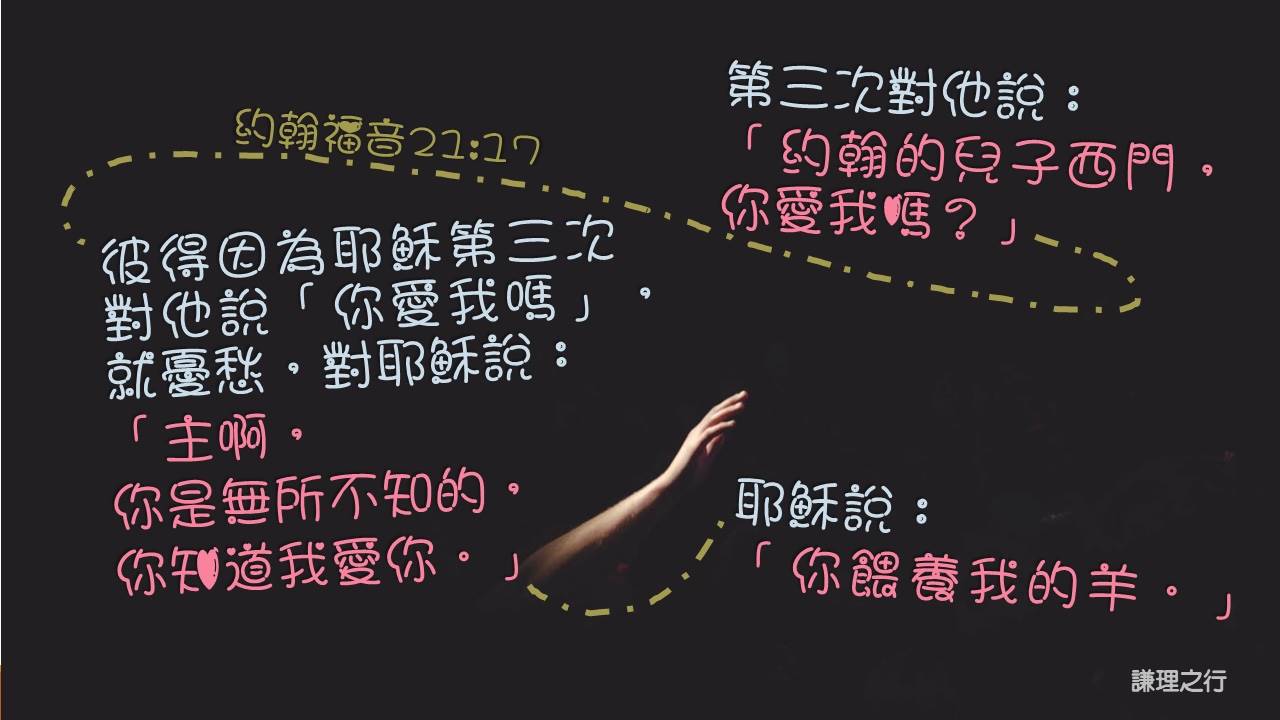 約翰福音21:17
第三次對他說：
「約翰的兒子西門，
你愛我嗎？」
彼得因為耶穌第三次
對他說「你愛我嗎」，
就憂愁，對耶穌說：
「主啊，
你是無所不知的，
你知道我愛你。」
耶穌說：
「你餵養我的羊。」
謙理之行